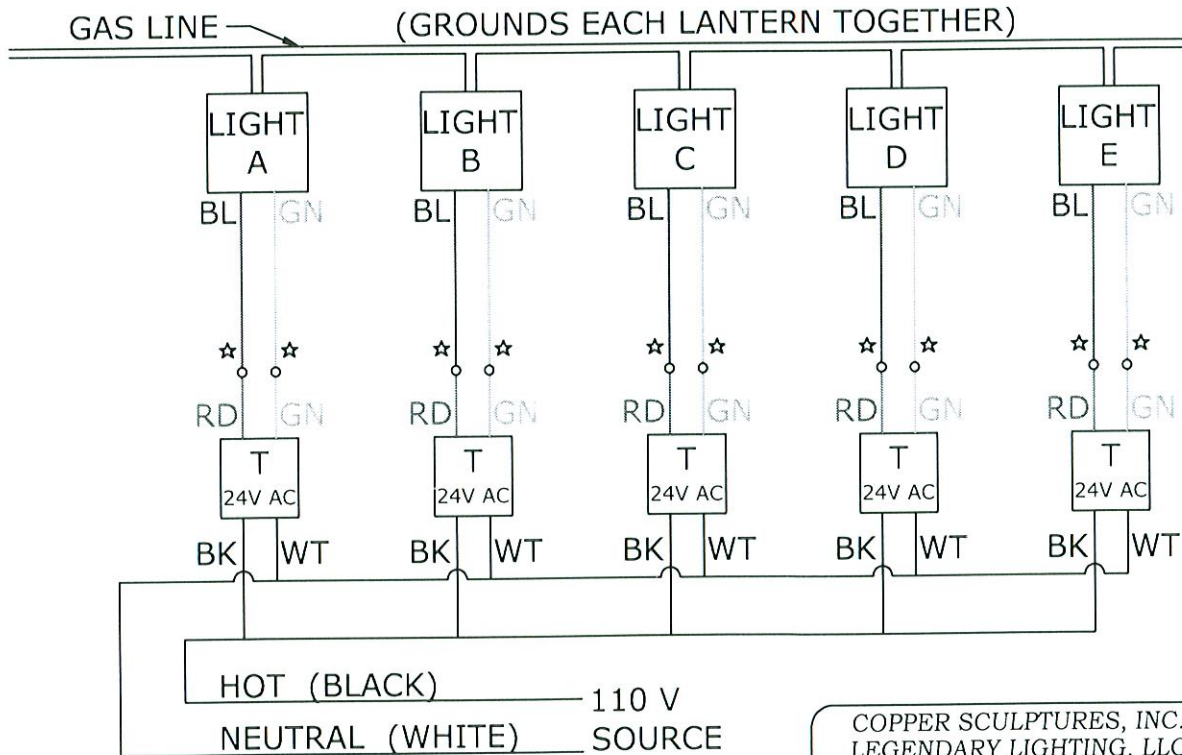 GAS LINE (GROUNDS EACH LANTERN TOGETHER)
LIGHT A LIGHT B LIGHT C LIGHT D LIGHT E
BL GN BL GN BL GN BL GN BL GN
☆ ☆ ☆ ☆ ☆ ☆ ☆ ☆ ☆ ☆
RD GN RD GN RD GN RD GN RD GN
T T T T T
24V AC 24V AC 24V AC 24V AC 24V AC
BK WT BK WT BK WT BK WT BK WT
HOT (BLACK) 110 V
NEUTRAL (WHITE) SOURCE
COPPER SCULPTURES, INC.
LEGENDARY LIGHTING, LLC